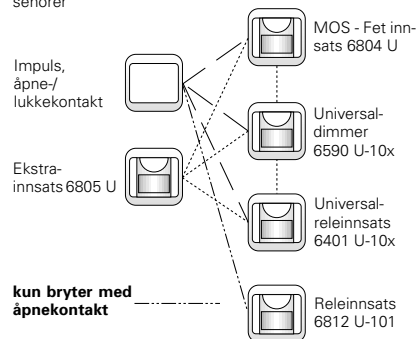 sensorer
MOS - Fet inn-
sats 6804 U
Impuls,
åpne-/
lukkekontakt
Universal-
dimmer
6590 U-10x
Ekstra-
innsats 6805 U
Universal-
releinnsats
6401 U-10x
kun bryter med
åpnekontakt
Releinnsats
6812 U-101